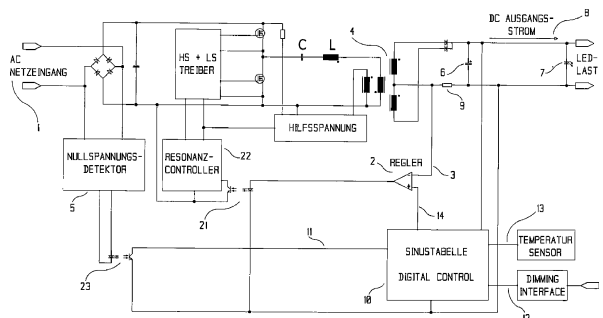 DC AUSGANGS-
STROM
8
AC
NETZEINGANG
1
HS + LS
TREIBER
C
L
4
6
7
LED-
LAST
9
HILFSSPANNUNG
NULLSPANNUNGS-
DETEKTOR
5
RESONANZ-
CONTROLLER
22
2
REGLER
3
21
14
13
11
23
10
SINUSTABELLE
DIGITAL CONTROL
TEMPERATUR
SENSOR
DIMMING
INTERFACE
12